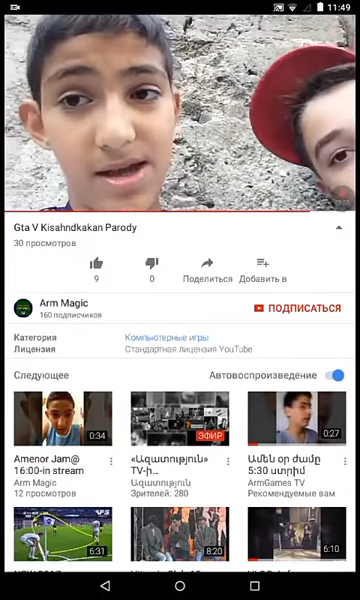 11:49
Gta V Kisahndkakan Parody
30 просмотров
9
0
Поделиться
Добавить в
Arm Magic
160 подписчиков
ПОДПИСАТЬСЯ
Категория
Компьютерные игры
Лицензия
Стандартная лицензия YouTube
Следующее
Автовоспроизведение
0:34
Amenor Jam@
16:00-in stream
Arm Magic
12 просмотров
ЭФИР
«Ազատություն»
TV-ի...
Ազատություն
Зрителей: 280
0:27
Ամեն օր ժամը
5:30 ստրիմ
ArmGames TV
Рекомендуемые вам
6:31
8:20
6:10